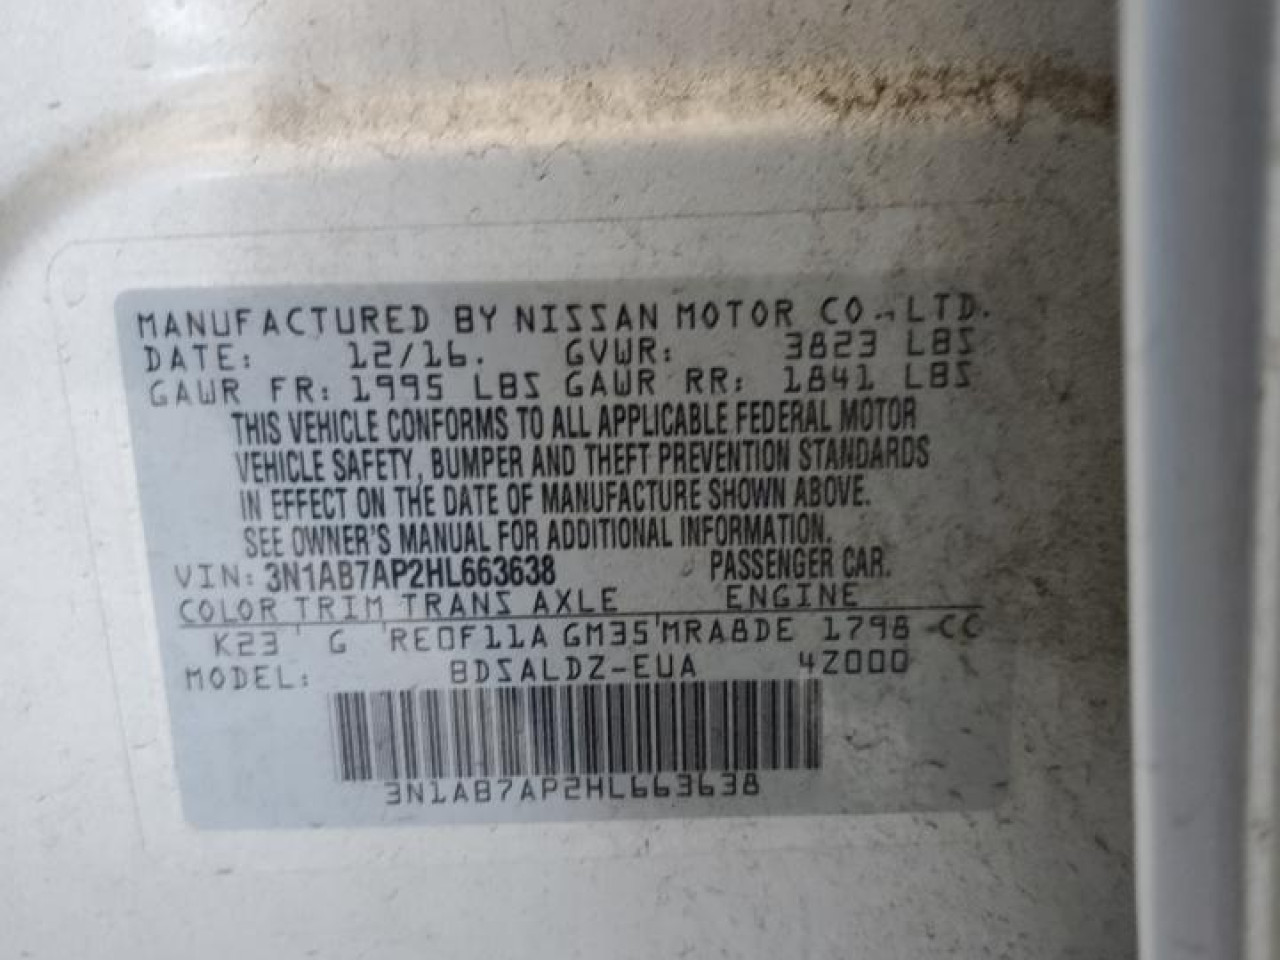 MANUFACTURED BY NISSAN MOTOR CO., LTD.
DATE: 12/16. GVWR: 3823 LBS
GAWR FR: 1995 LBS GAWR RR: 1841 LBS
THIS VEHICLE CONFORMS TO ALL APPLICABLE FEDERAL MOTOR
VEHICLE SAFETY, BUMPER AND THEFT PREVENTION STANDARDS
IN EFFECT ON THE DATE OF MANUFACTURE SHOWN ABOVE.
SEE OWNER'S MANUAL FOR ADDITIONAL INFORMATION.
VIN: 3N1AB7AP2HL663638 PASSENGER CAR.
COLOR TRIM TRANS AXLE ENGINE
K23 G RE0F11A GM35 MRA8DE 1798 CC
MODEL: BDSALDZ-EUA 4Z000
3N1AB7AP2HL663638